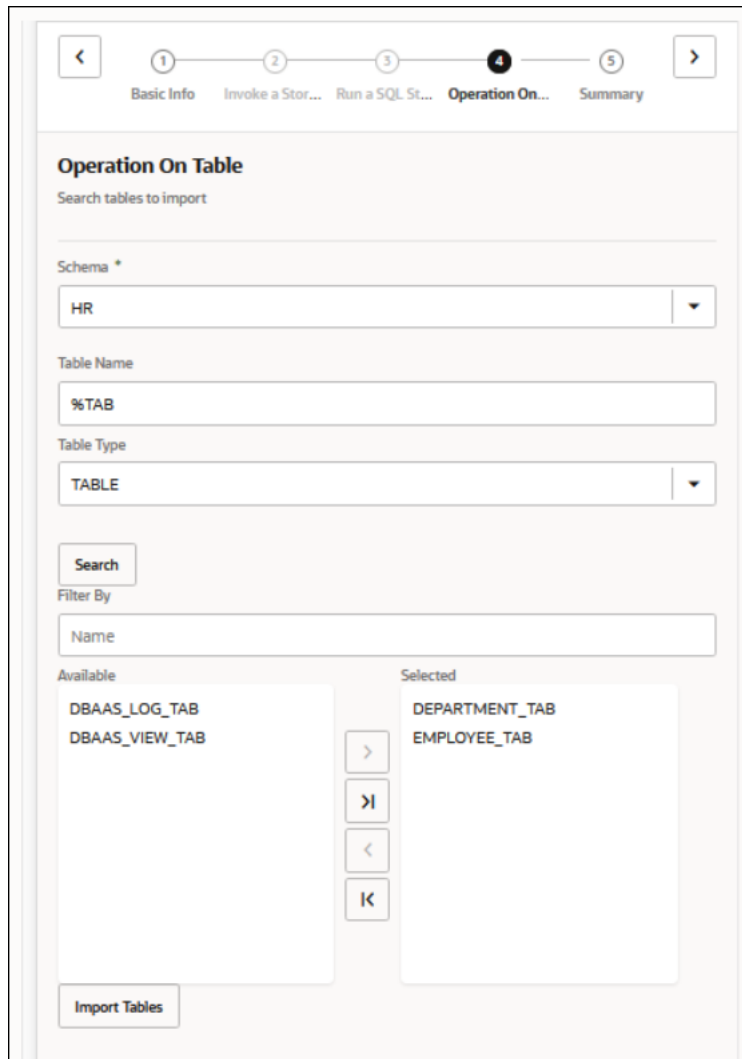 1 2 3 4 5
Basic Info Invoke a Stor... Run a SQL St... Operation On... Summary
Operation On Table
Search tables to import
Schema *
HR
Table Name
%TAB
Table Type
TABLE
Search
Filter By
Name
Available Selected
DBAAS_LOG_TAB DEPARTMENT_TAB
DBAAS_VIEW_TAB EMPLOYEE_TAB
Import Tables